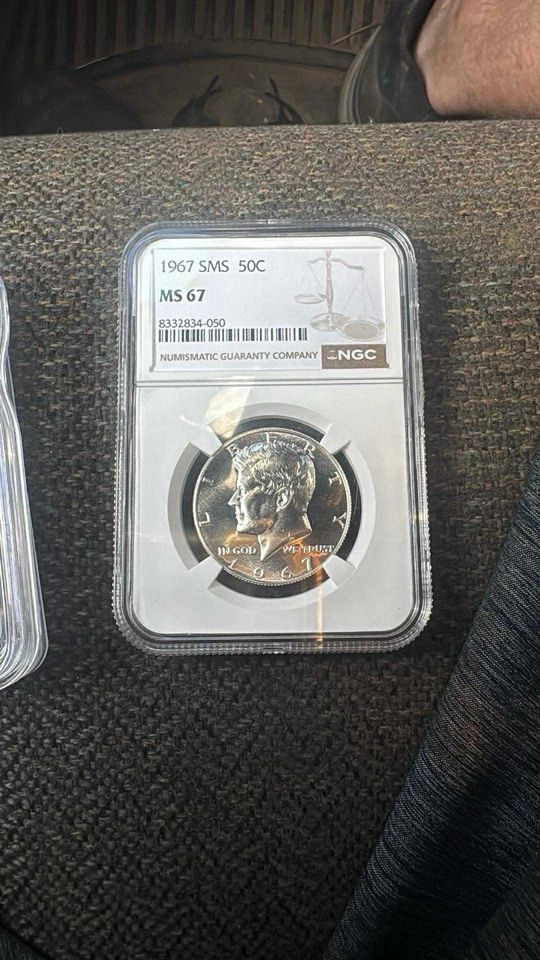 1967 SMS 50C
MS 67
8332834-050
NUMISMATIC GUARANTY COMPANY NGC
LIBERTY
IN GOD WE TRUST
1967